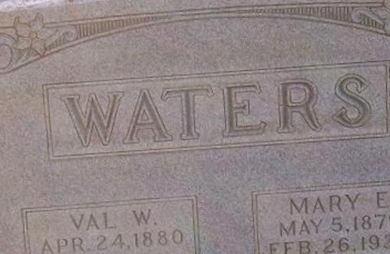 WATERS
VAL W.
APR. 24, 1880
MARY E
MAY 5, 187
FEB. 26, 19